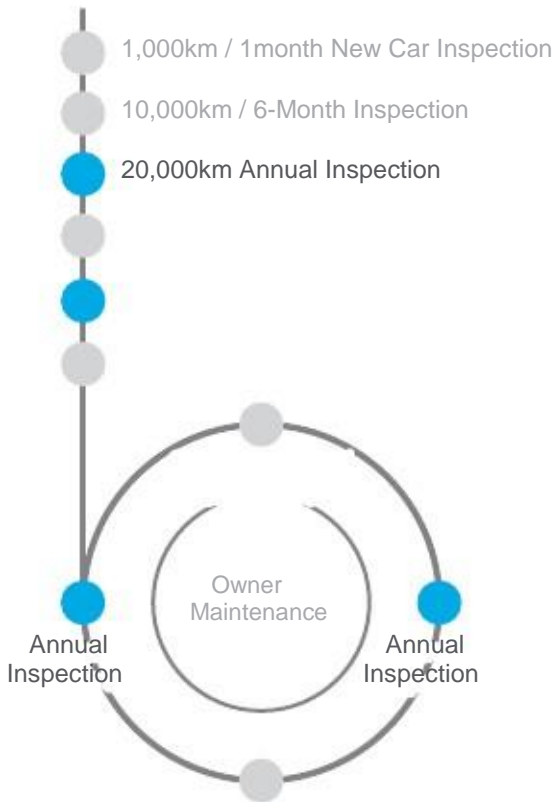 1,000km / 1month New Car Inspection
10,000km / 6-Month Inspection
20,000km Annual Inspection
Owner
Maintenance
Annual
Inspection
Annual
Inspection